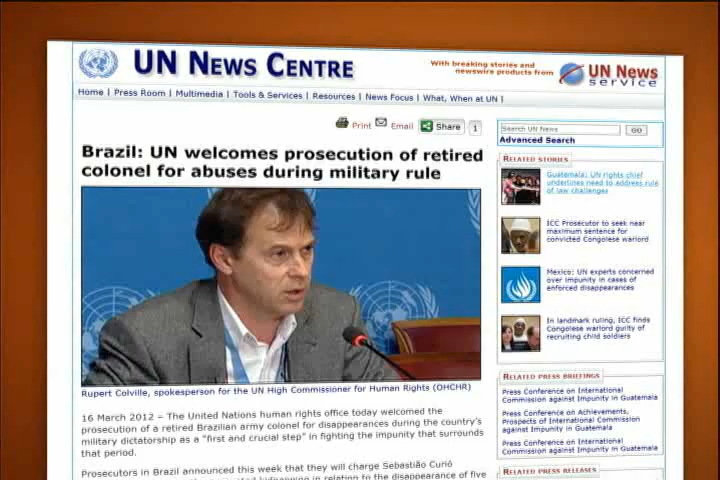 UN NEWS CENTRE
With breaking stories and
newswire products from
UN News
service
Home | Press Room | Multimedia | Tools & Services | Resources | News Focus | What, When at UN |
Print Email Share 1
Brazil: UN welcomes prosecution of retired
colonel for abuses during military rule
Rupert Colville, spokesperson for the UN High Commissioner for Human Rights (OHCHR)
16 March 2012 – The United Nations human rights office today welcomed the
prosecution of a retired Brazilian army colonel for disappearances during the country's
military dictatorship as a "first and crucial step" in fighting the impunity that surrounds
that period.
Prosecutors in Brazil announced this week that they will charge Sebastião Curió
kidnapping in relation to the disappearance of five
Search UN News GO
Advanced Search
RELATED STORIES
Guatemala: UN rights chief
underlines need to address rule
of law challenges
ICC Prosecutor to seek near
maximum sentence for
convicted Congolese warlord
Mexico: UN experts concerned
over impunity in cases of
enforced disappearances
In landmark ruling, ICC finds
Congolese warlord guilty of
recruiting child soldiers
RELATED PRESS BRIEFINGS
Press Conference on International
Commission against Impunity in Guatemala
Press Conference on Achievements,
Prospects of International Commission
against Impunity in Guatemala
Press Conference on International
Commission against Impunity in Guatemala
RELATED PRESS RELEASES